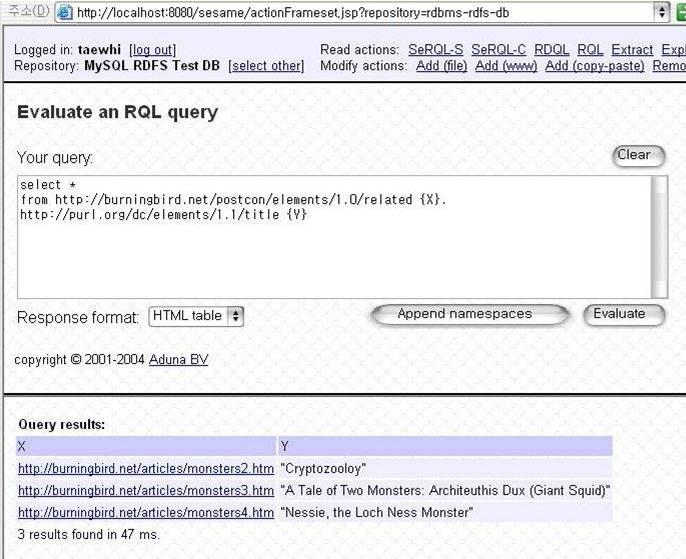 주소(D) http://localhost:8080/sesame/actionFrameset.jsp?repository=rdbms-rdfs-db
Logged in: taewhi [log out] Read actions: SeRQL-S SeRQL-C RDQL RQL Extract Expl
Repository: MySQL RDFS Test DB [select other] Modify actions: Add (file) Add (www) Add (copy-paste) Remo
Evaluate an RQL query
Your query: Clear
select *
from http://burningbird.net/postcon/elements/1.0/related {X}.
http://purl.org/dc/elements/1.1/title {Y}
Response format: HTML table Append namespaces Evaluate
copyright © 2001-2004 Aduna BV
Query results:
X Y
http://burningbird.net/articles/monsters2.htm "Cryptozooloy"
http://burningbird.net/articles/monsters3.htm "A Tale of Two Monsters: Architeuthis Dux (Giant Squid)"
http://burningbird.net/articles/monsters4.htm "Nessie, the Loch Ness Monster"
3 results found in 47 ms.